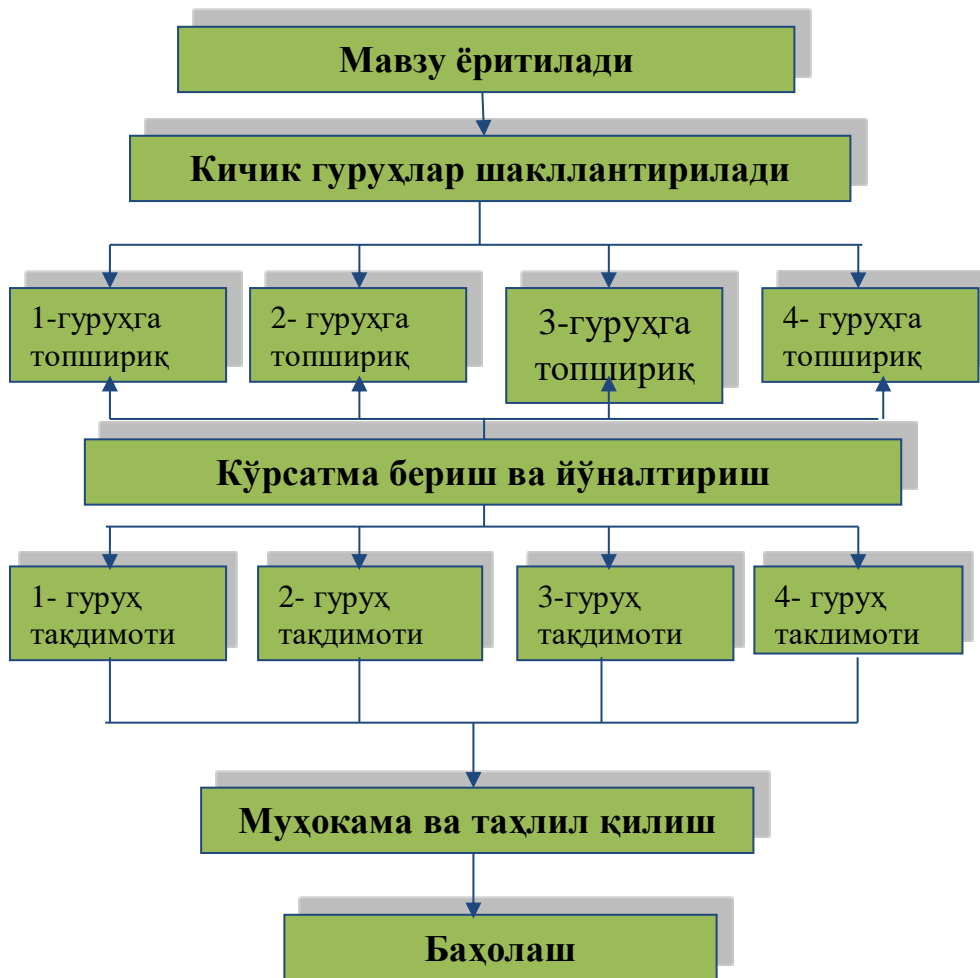 Мавзу ёритилади
Кичик гуруҳлар шакллантирилади
1-гуруҳга
топшириқ
2- гуруҳга
топшириқ
3-гуруҳга
топшириқ
4- гуруҳга
топшириқ
Кўрсатма бериш ва йўналтириш
1- гуруҳ
тақдимоти
2- гуруҳ
тақдимоти
3-гуруҳ
тақдимоти
4- гуруҳ
тақдимоти
Муҳокама ва таҳлил қилиш
Баҳолаш